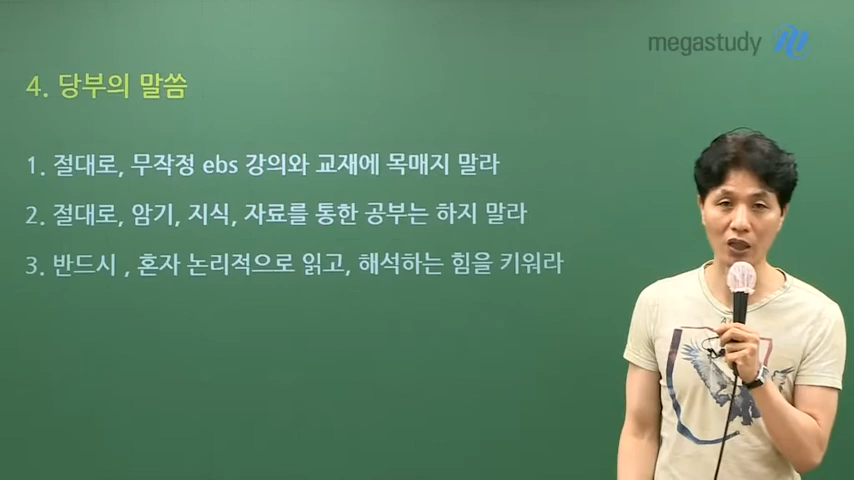 megastudy
4. 당부의 말씀
1. 절대로, 무작정 ebs 강의와 교재에 목매지 말라
2. 절대로, 암기, 지식, 자료를 통한 공부는 하지 말라
3. 반드시 , 혼자 논리적으로 읽고, 해석하는 힘을 키워라